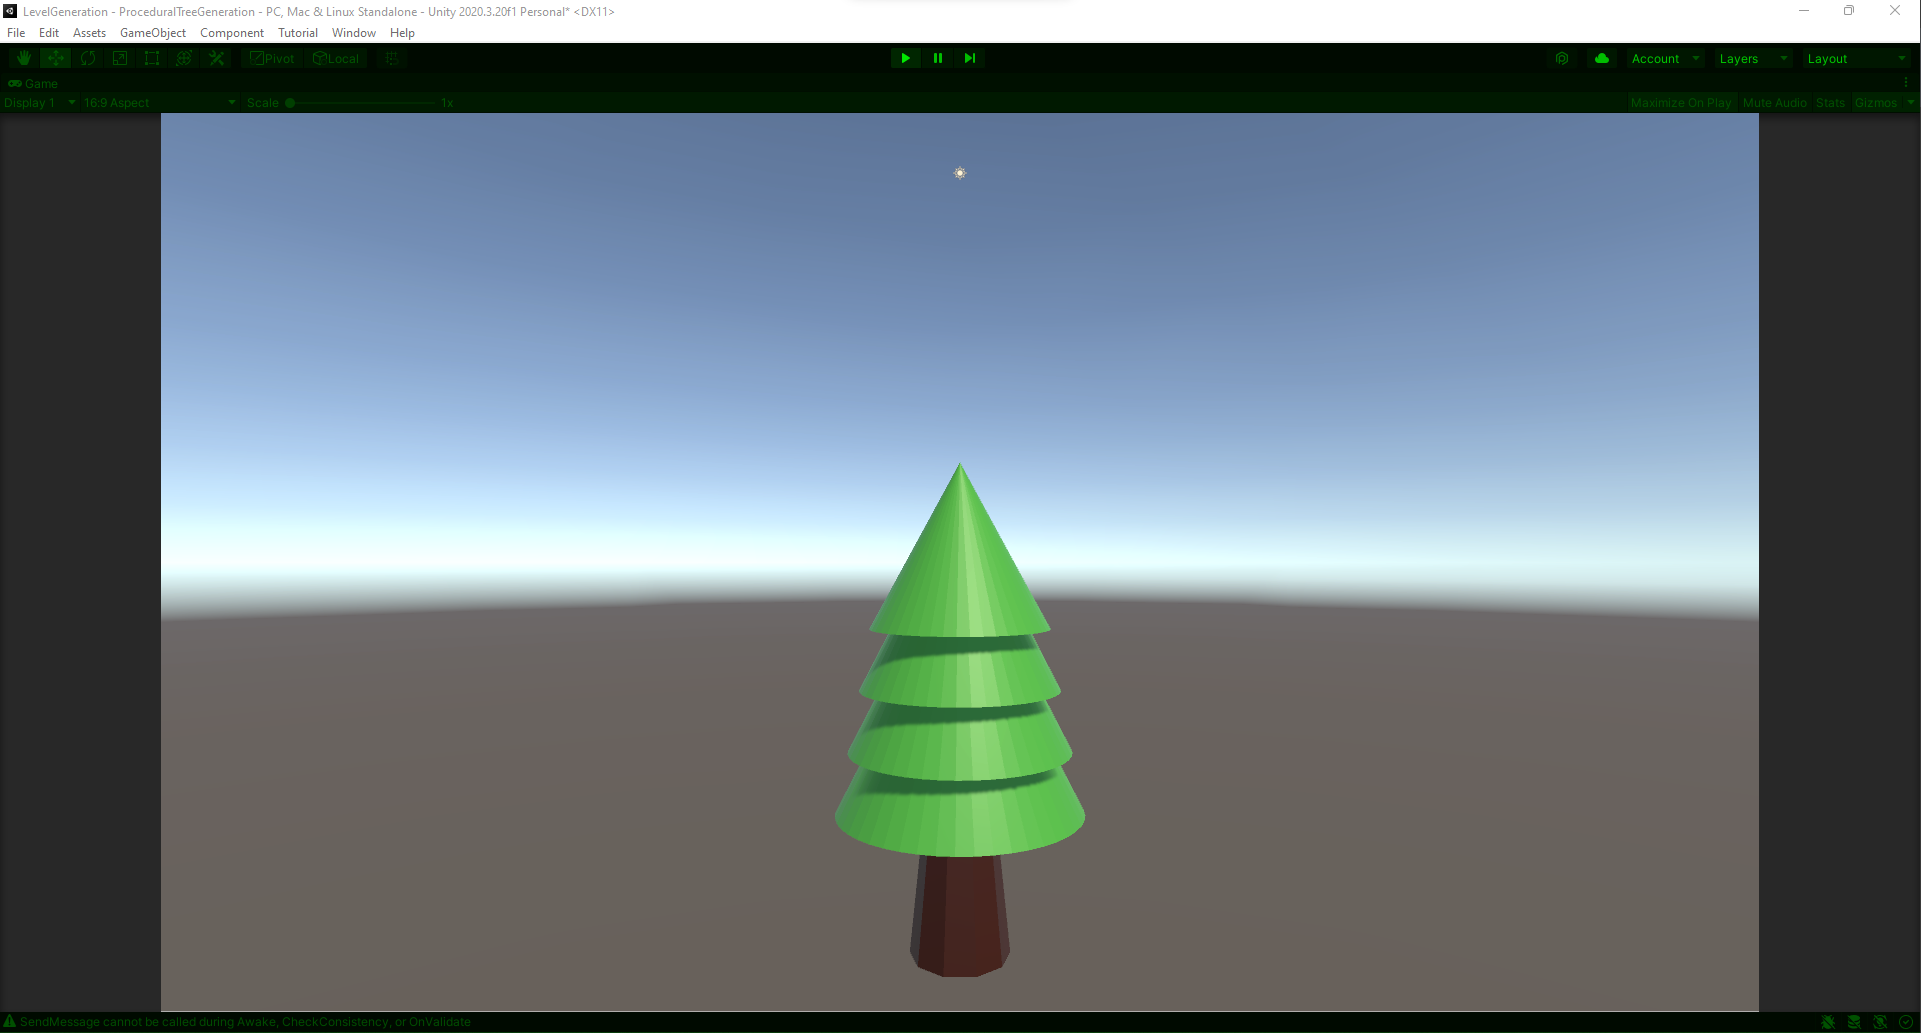 LevelGeneration - ProceduralTreeGeneration - PC, Mac & Linux Standalone - Unity 2020.3.20f1 Personal* <DX11>
File Edit Assets GameObject Component Tutorial Window Help
Pivot Local Account Layers Layout
Game
Display 1 16:9 Aspect Scale 1x Maximize On Play Mute Audio Stats Gizmos
SendMessage cannot be called during Awake, CheckConsistency, or OnValidate